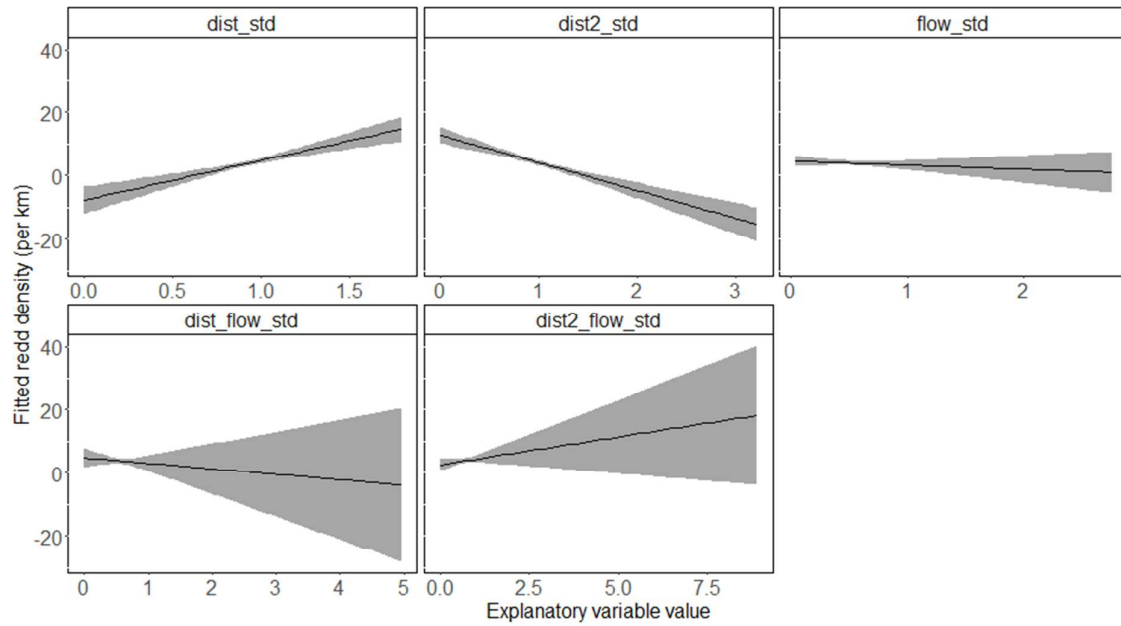 dist_std dist2_std flow_std
40
20
0
-20
0.0 0.5 1.0 1.5 0 1 2 3 0 1 2
dist_flow_std dist2_flow_std
40
20
0
-20
0 1 2 3 4 5 0.0 2.5 5.0 7.5
Fitted redd density (per km)
Explanatory variable value